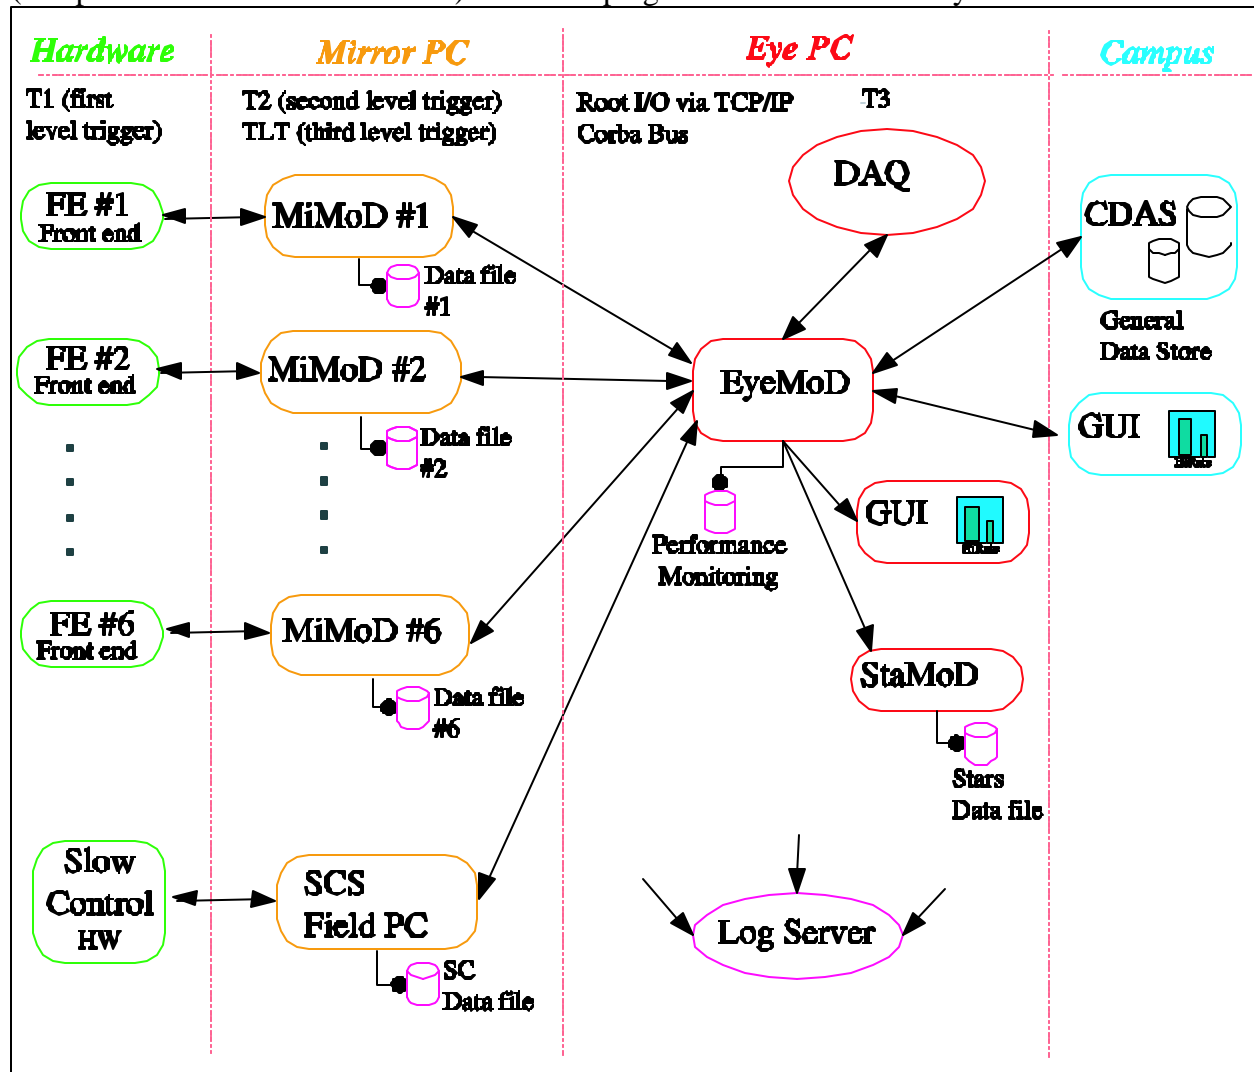 Hardware
Mirror PC
Eye PC
Campus
T1 (first
level trigger)
T2 (second level trigger)
TLT (third level trigger)
Root I/O via TCP/IP
Corba Bus
T3
DAQ
FE #1
Front end
MiMoD #1
Data file
#1
CDAS
General
Data Store
FE #2
Front end
MiMoD #2
Data file
#2
EyeMoD
GUI
Performance
Monitoring
GUI
FE #6
Front end
MiMoD #6
Data file
#6
StaMoD
Stars
Data file
Slow
Control
HW
SCS
Field PC
SC
Data file
Log Server